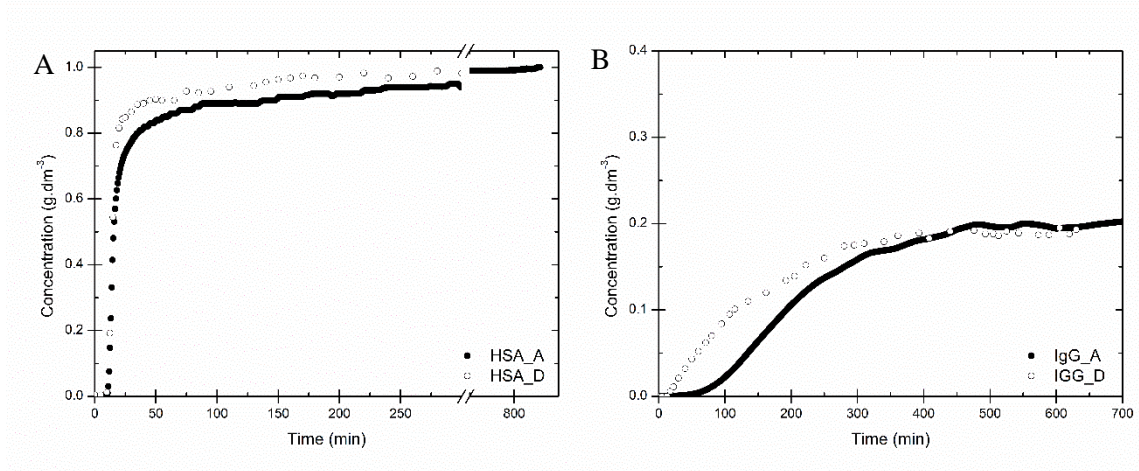 A
Concentration (g.dm-3)
1.0
0.8
0.6
0.4
0.2
0.0
0 50 100 150 200 250 800
Time (min)
HSA_A
HSA_D
B
Concentration (g.dm-3)
0.4
0.3
0.2
0.1
0.0
0 100 200 300 400 500 600 700
Time (min)
IgG_A
IGG_D